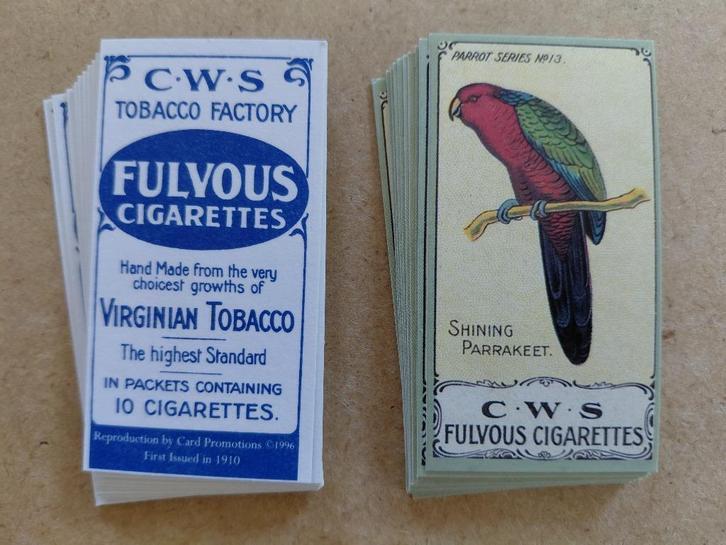 C·W·S
TOBACCO FACTORY
FULVOUS
CIGARETTES
Hand Made from the very
choicest growths of
VIRGINIAN TOBACCO
The highest Standard
IN PACKETS CONTAINING
10 CIGARETTES.
Reproduction by Card Promotions ©1996
First Issued in 1910
PARROT SERIES Nº13.
SHINING
PARRAKEET.
C·W·S
FULVOUS CIGARETTES